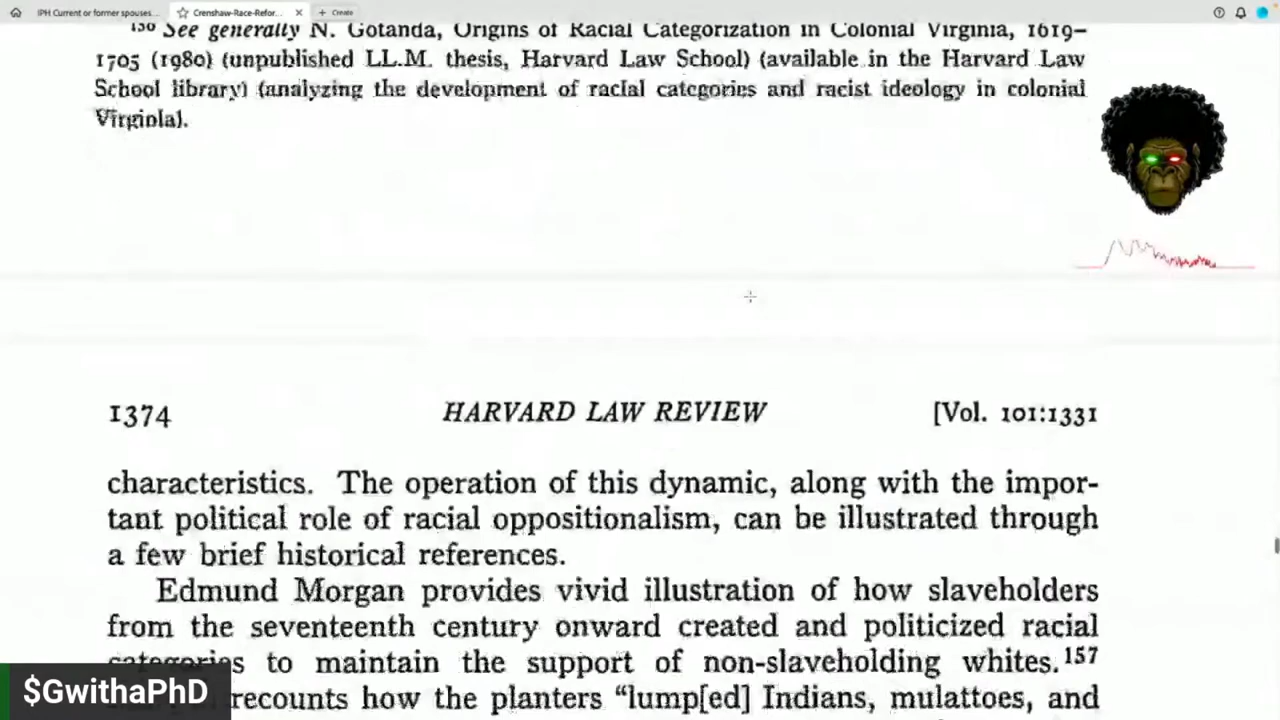 IPH Current or former spouses...
Crenshaw-Race-Refor...
Create
156 See generally N. Gotanda, Origins of Racial Categorization in Colonial Virginia, 1619–
1705 (1980) (unpublished LL.M. thesis, Harvard Law School) (available in the Harvard Law
School library) (analyzing the development of racial categories and racist ideology in colonial
Virginia).
1374 HARVARD LAW REVIEW [Vol. 101:1331
characteristics. The operation of this dynamic, along with the impor-
tant political role of racial oppositionalism, can be illustrated through
a few brief historical references.
Edmund Morgan provides vivid illustration of how slaveholders
from the seventeenth century onward created and politicized racial
categories to maintain the support of non-slaveholding whites.157
recounts how the planters "lump[ed] Indians, mulattoes, and
$GwithaPhD